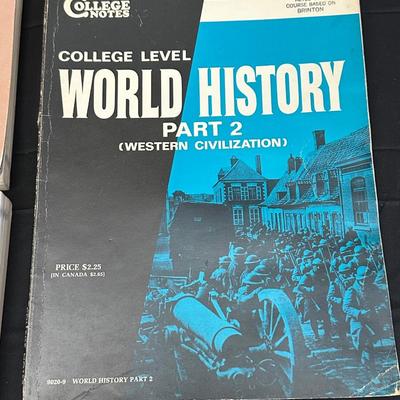 COLLEGE
NOTES
COURSE BASED ON
BRINTON
COLLEGE LEVEL
WORLD HISTORY
PART 2
(WESTERN CIVILIZATION)
PRICE $2.25
(IN CANADA $2.65)
9020-9 WORLD HISTORY PART 2